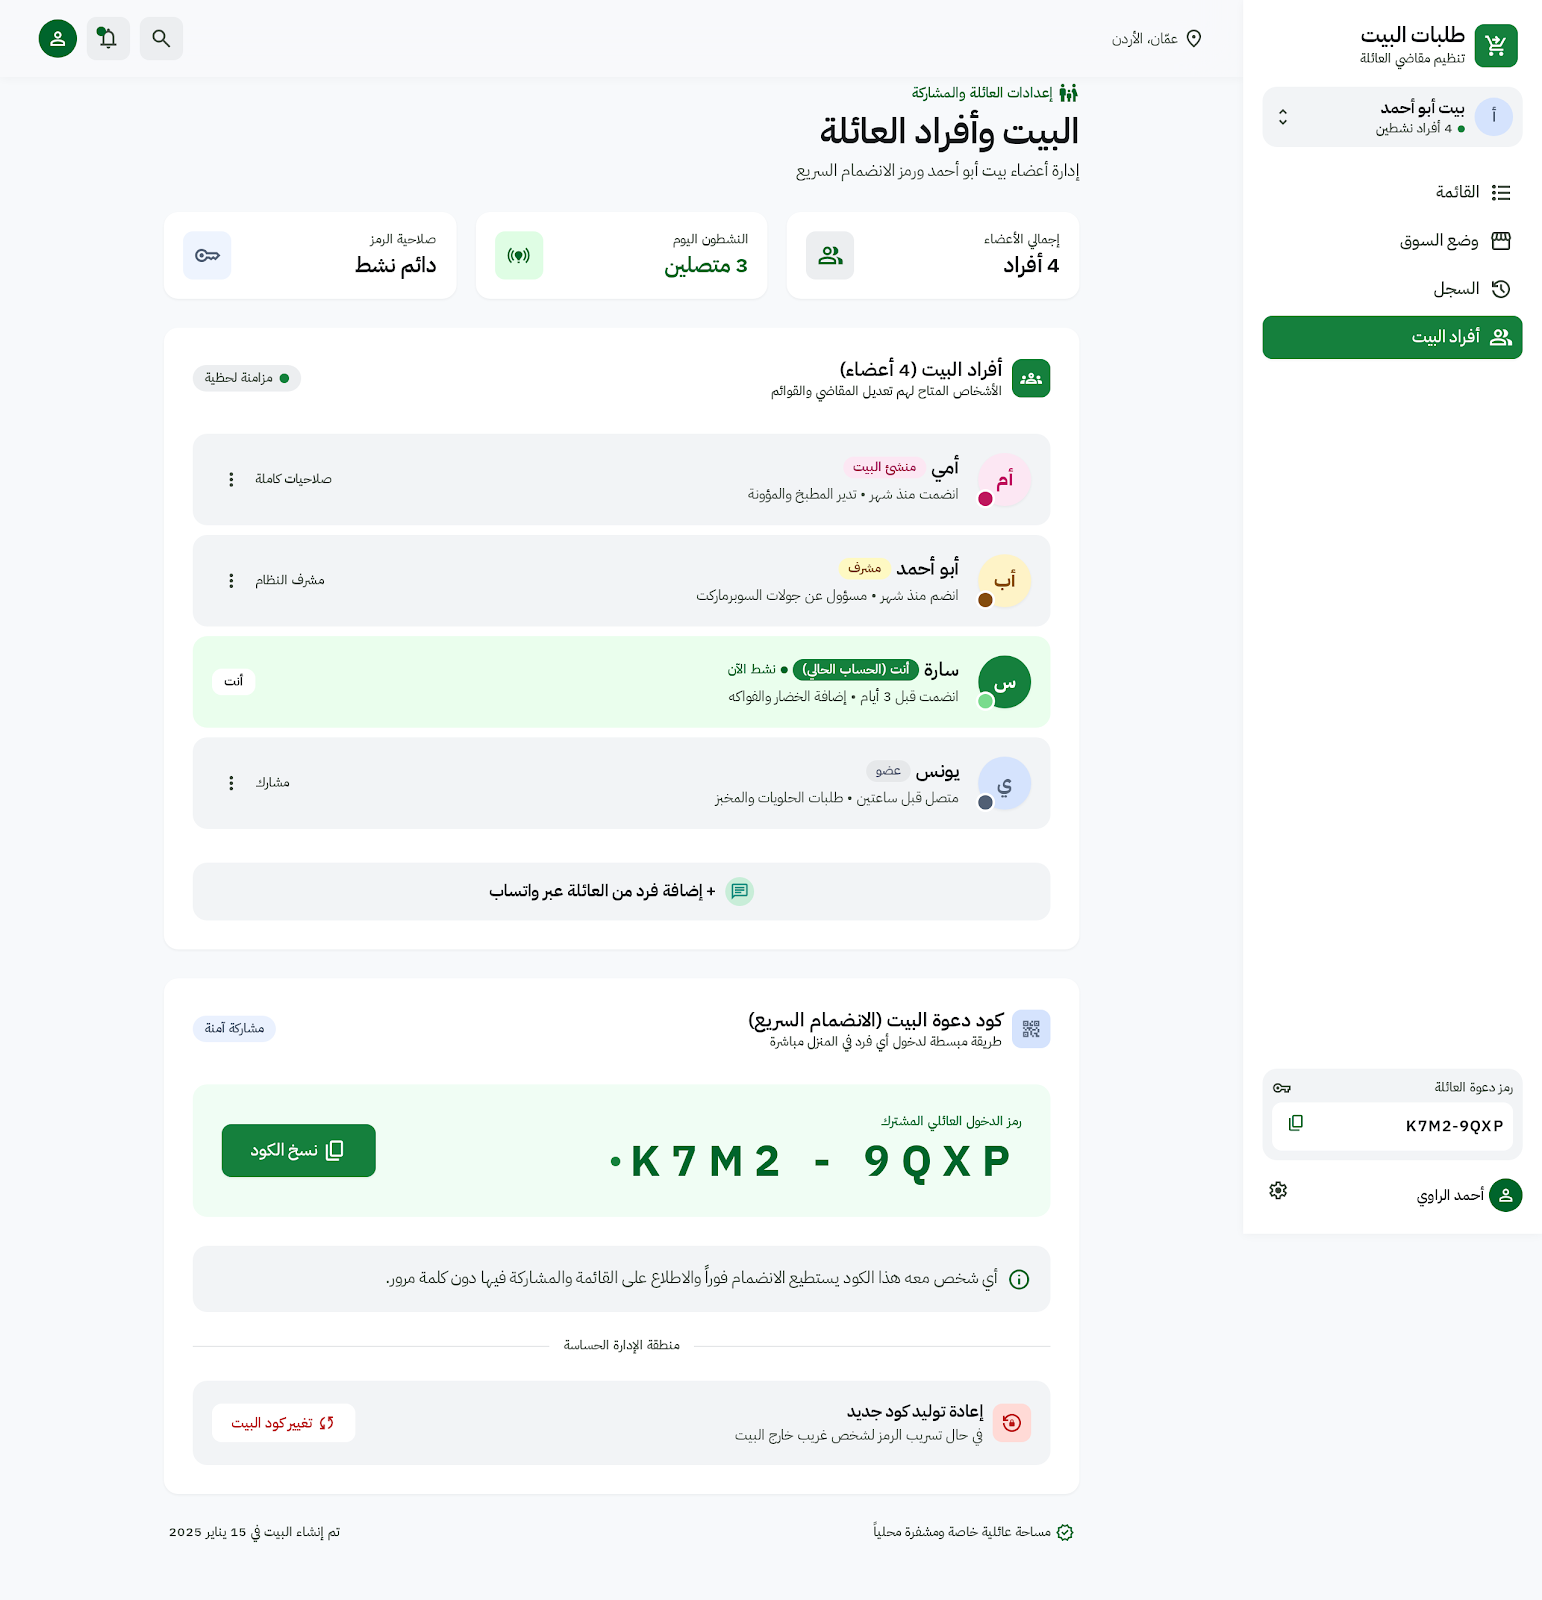 طلبات البيت
تنظيم مقاضي العائلة
بيت أبو أحمد
أ
4 أفراد نشطين
القائمة
وضع السوق
السجل
أفراد البيت
رمز دعوة العائلة
K7M2-9QXP
أحمد الراوي
عمّان، الأردن
إعدادات العائلة والمشاركة
البيت وأفراد العائلة
إدارة أعضاء بيت أبو أحمد ورمز الانضمام السريع
إجمالي الأعضاء
4 أفراد
النشطون اليوم
3 متصلين
صلاحية الرمز
دائم نشط
أفراد البيت (4 أعضاء)
الأشخاص المتاح لهم تعديل المقاضي والقوائم
مزامنة لحظية
أم
أمي منشئ البيت
انضمت منذ شهر • تدير المطبخ والمؤونة
صلاحيات كاملة
أب
أبو أحمد مشرف
انضم منذ شهر • مسؤول عن جولات السوبرماركت
مشرف النظام
س
سارة أنت (الحساب الحالي) ● نشط الآن
انضمت قبل 3 أيام • إضافة الخضار والفواكه
أنت
ي
يونس عضو
متصل قبل ساعتين • طلبات الحلويات والمخبز
مشارك
+ إضافة فرد من العائلة عبر واتساب
كود دعوة البيت (الانضمام السريع)
طريقة مبسطة لدخول أي فرد في المنزل مباشرة
مشاركة آمنة
رمز الدخول العائلي المشترك
•K7M2 - 9QXP
نسخ الكود
أي شخص معه هذا الكود يستطيع الانضمام فوراً والاطلاع على القائمة والمشاركة فيها دون كلمة مرور.
منطقة الإدارة الحساسة
إعادة توليد كود جديد
في حال تسريب الرمز لشخص غريب خارج البيت
تغيير كود البيت
مساحة عائلية خاصة ومشفرة محلياً
تم إنشاء البيت في 15 يناير 2025